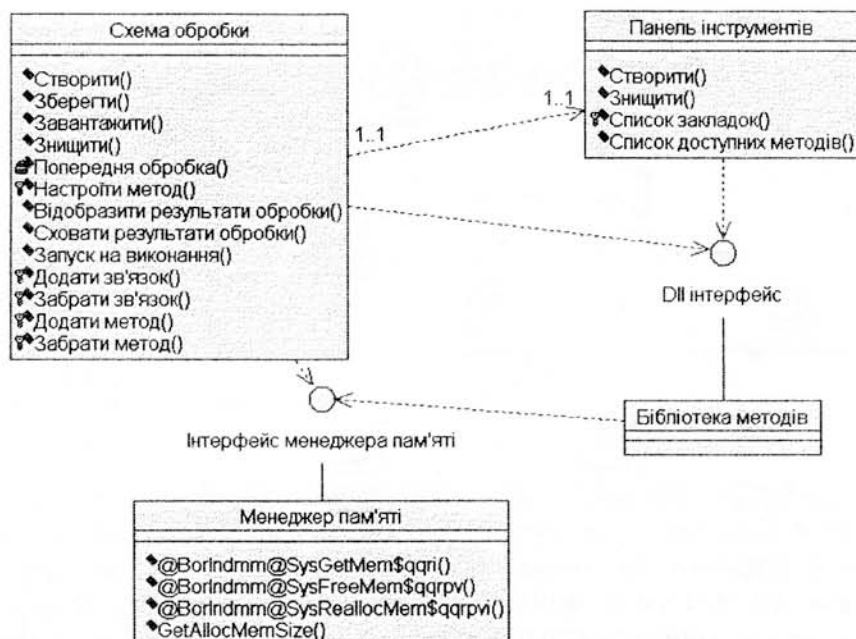 Схема обробки
Створити()
Зберегти()
Завантажити()
Знищити()
Попередня обробка()
Настроїти метод()
Відобразити результати обробки()
Сховати результати обробки()
Запуск на виконання()
Додати зв'язок()
Забрати зв'язок()
Додати метод()
Забрати метод()
1..1
1..1
Панель інструментів
Створити()
Знищити()
Список закладок()
Список доступних методів()
Dll інтерфейс
Бібліотека методів
Інтерфейс менеджера пам'яті
Менеджер пам'яті
@Borlndmm@SysGetMem$qqri()
@Borlndmm@SysFreeMem$qqrpv()
@Borlndmm@SysReallocMem$qqrpvi()
GetAllocMemSize()